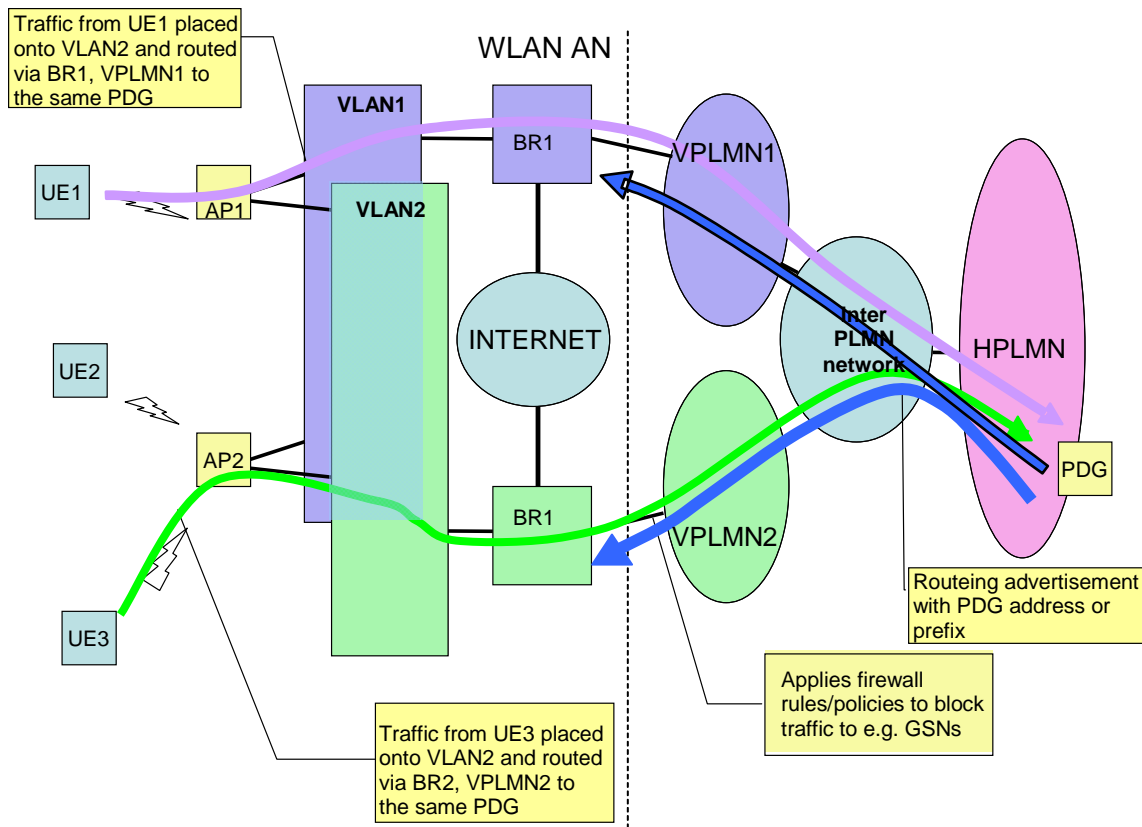 Traffic from UE1 placed
onto VLAN2 and routed
via BR1, VPLMN1 to
the same PDG
WLAN AN
VLAN1
BR1
VPLMN1
UE1
AP1
VLAN2
INTERNET
Inter
PLMN
network
HPLMN
UE2
AP2
PDG
BR1
VPLMN2
UE3
Routeing advertisement
with PDG address or
prefix
Applies firewall
rules/policies to block
traffic to e.g. GSNs
Traffic from UE3 placed
onto VLAN2 and routed
via BR2, VPLMN2 to
the same PDG